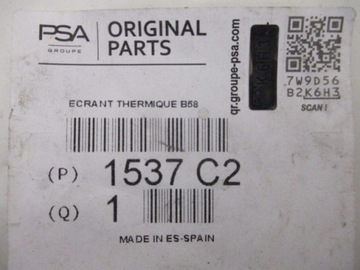 PSA
GROUPE
ORIGINAL
PARTS
qr.groupe-psa.com
K6H3
7W9D56
B2K6H3
SCAN!
ECRANT THERMIQUE B58
(P) 1537 C2
(Q) 1
MADE IN ES-SPAIN